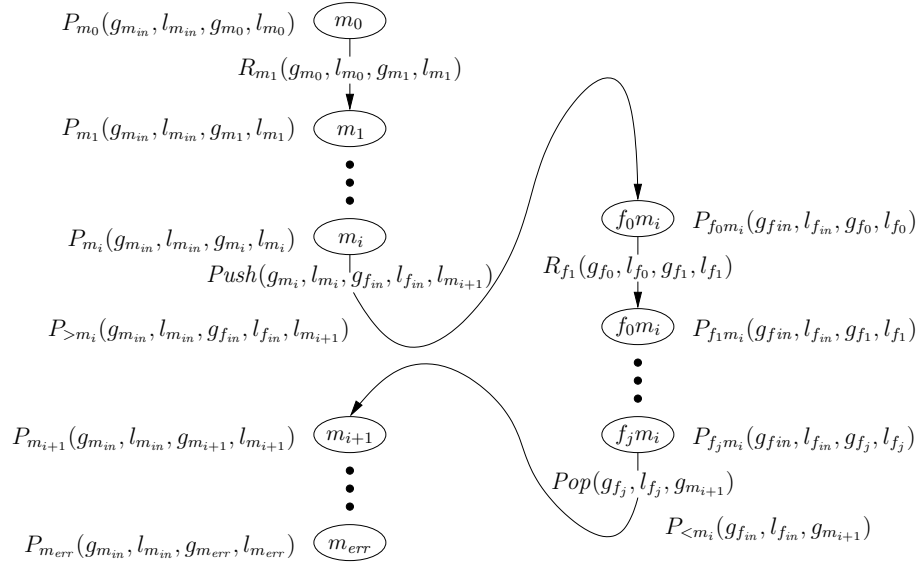 P_{m_0}(g_{m_{in}}, l_{m_{in}}, g_{m_0}, l_{m_0})
m_0
R_{m_1}(g_{m_0}, l_{m_0}, g_{m_1}, l_{m_1})
P_{m_1}(g_{m_{in}}, l_{m_{in}}, g_{m_1}, l_{m_1})
m_1
P_{m_i}(g_{m_{in}}, l_{m_{in}}, g_{m_i}, l_{m_i})
m_i
Push(g_{m_i}, l_{m_i}, g_{f_{in}}, l_{f_{in}}, l_{m_{i+1}})
P_{>m_i}(g_{m_{in}}, l_{m_{in}}, g_{f_{in}}, l_{f_{in}}, l_{m_{i+1}})
f_0m_i
P_{f_0m_i}(g_{fin}, l_{f_{in}}, g_{f_0}, l_{f_0})
R_{f_1}(g_{f_0}, l_{f_0}, g_{f_1}, l_{f_1})
f_0m_i
P_{f_1m_i}(g_{fin}, l_{f_{in}}, g_{f_1}, l_{f_1})
f_jm_i
P_{f_jm_i}(g_{fin}, l_{f_{in}}, g_{f_j}, l_{f_j})
Pop(g_{f_j}, l_{f_j}, g_{m_{i+1}})
P_{<m_i}(g_{f_{in}}, l_{f_{in}}, g_{m_{i+1}})
P_{m_{i+1}}(g_{m_{in}}, l_{m_{in}}, g_{m_{i+1}}, l_{m_{i+1}})
m_{i+1}
P_{m_{err}}(g_{m_{in}}, l_{m_{in}}, g_{m_{err}}, l_{m_{err}})
m_{err}